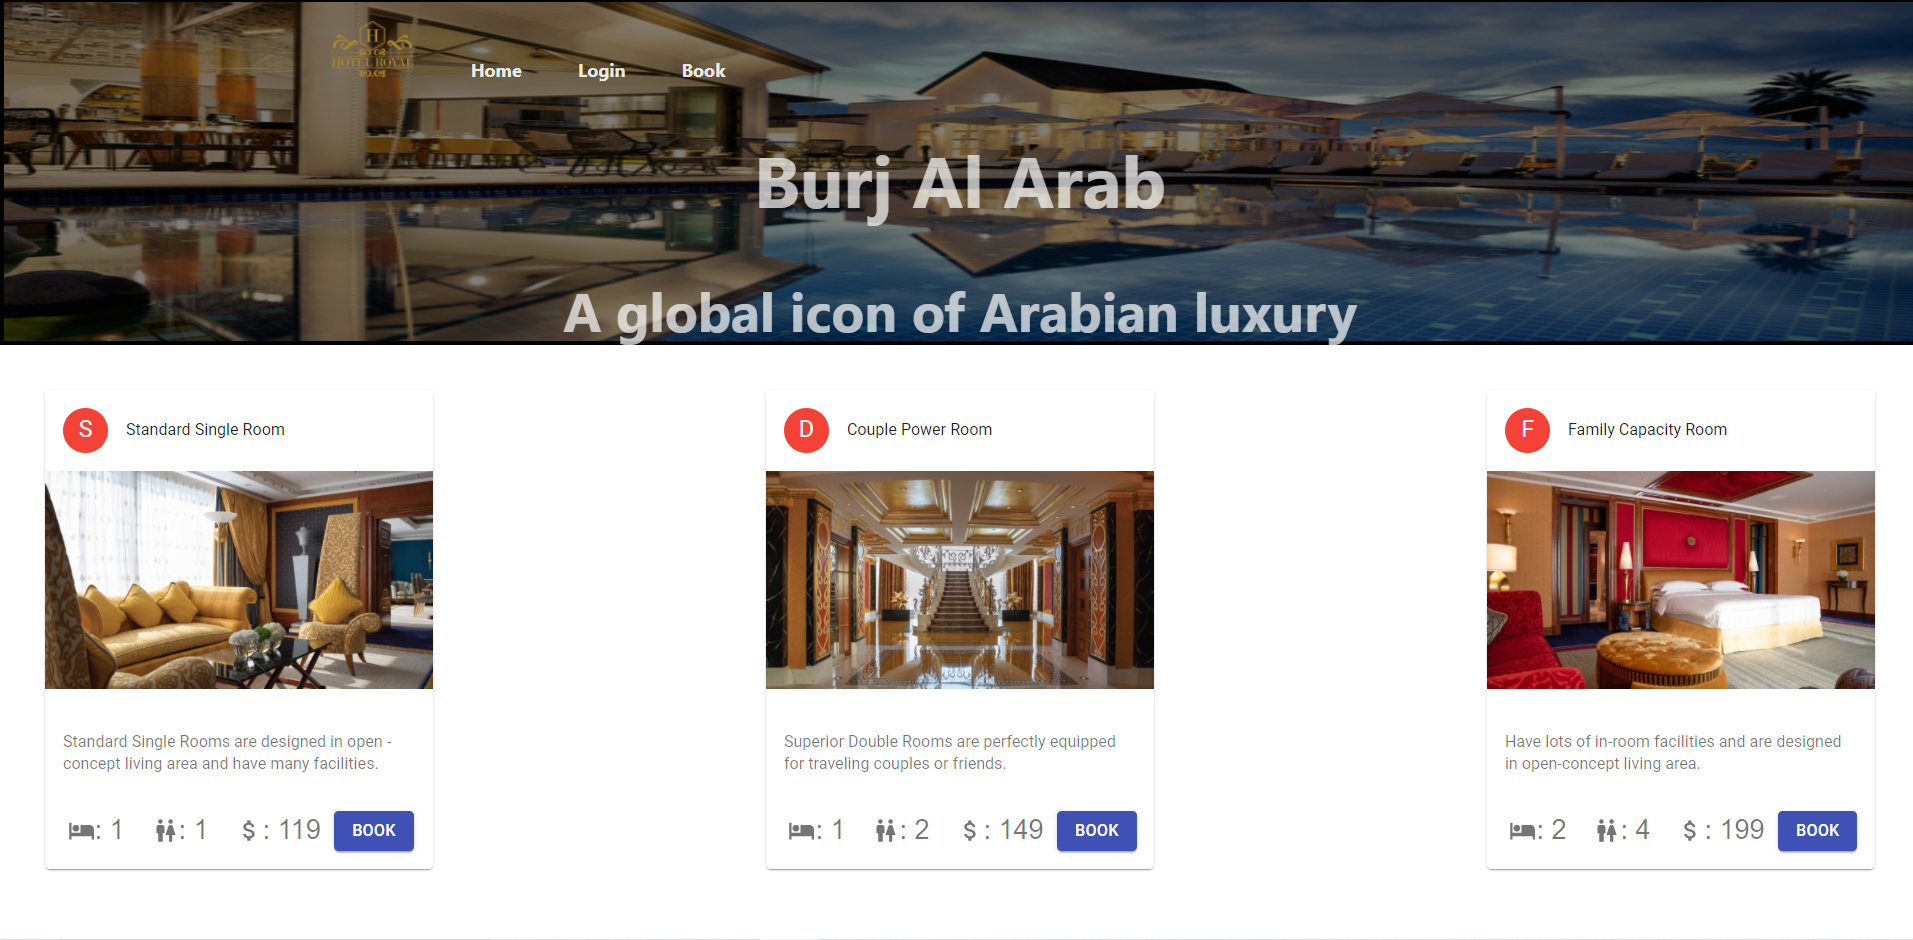 H
HOTEL ROYAL
Home
Login
Book
Burj Al Arab
A global icon of Arabian luxury
S
Standard Single Room
Standard Single Rooms are designed in open -
concept living area and have many facilities.
: 1
: 1
$ : 119
BOOK
D
Couple Power Room
Superior Double Rooms are perfectly equipped
for traveling couples or friends.
: 1
: 2
$ : 149
BOOK
F
Family Capacity Room
Have lots of in-room facilities and are designed
in open-concept living area.
: 2
: 4
$ : 199
BOOK